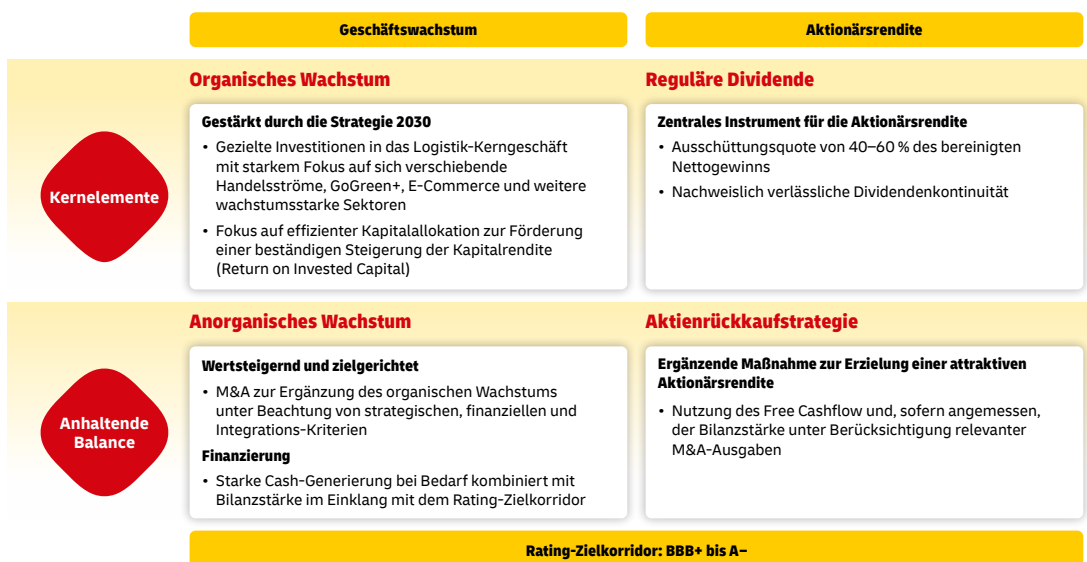 Geschäftswachstum
Aktionärsrendite
Kernelemente
Organisches Wachstum
Gestärkt durch die Strategie 2030
• Gezielte Investitionen in das Logistik-Kerngeschäft
mit starkem Fokus auf sich verschiebende
Handelsströme, GoGreen+, E-Commerce und weitere
wachstumsstarke Sektoren
• Fokus auf effizienter Kapitalallokation zur Förderung
einer beständigen Steigerung der Kapitalrendite
(Return on Invested Capital)
Reguläre Dividende
Zentrales Instrument für die Aktionärsrendite
• Ausschüttungsquote von 40–60 % des bereinigten
Nettogewinns
• Nachweislich verlässliche Dividendenkontinuität
Anhaltende
Balance
Anorganisches Wachstum
Wertsteigernd und zielgerichtet
• M&A zur Ergänzung des organischen Wachstums
unter Beachtung von strategischen, finanziellen und
Integrations-Kriterien
Finanzierung
• Starke Cash-Generierung bei Bedarf kombiniert mit
Bilanzstärke im Einklang mit dem Rating-Zielkorridor
Aktienrückkaufstrategie
Ergänzende Maßnahme zur Erzielung einer attraktiven
Aktionärsrendite
• Nutzung des Free Cashflow und, sofern angemessen,
der Bilanzstärke unter Berücksichtigung relevanter
M&A-Ausgaben
Rating-Zielkorridor: BBB+ bis A–